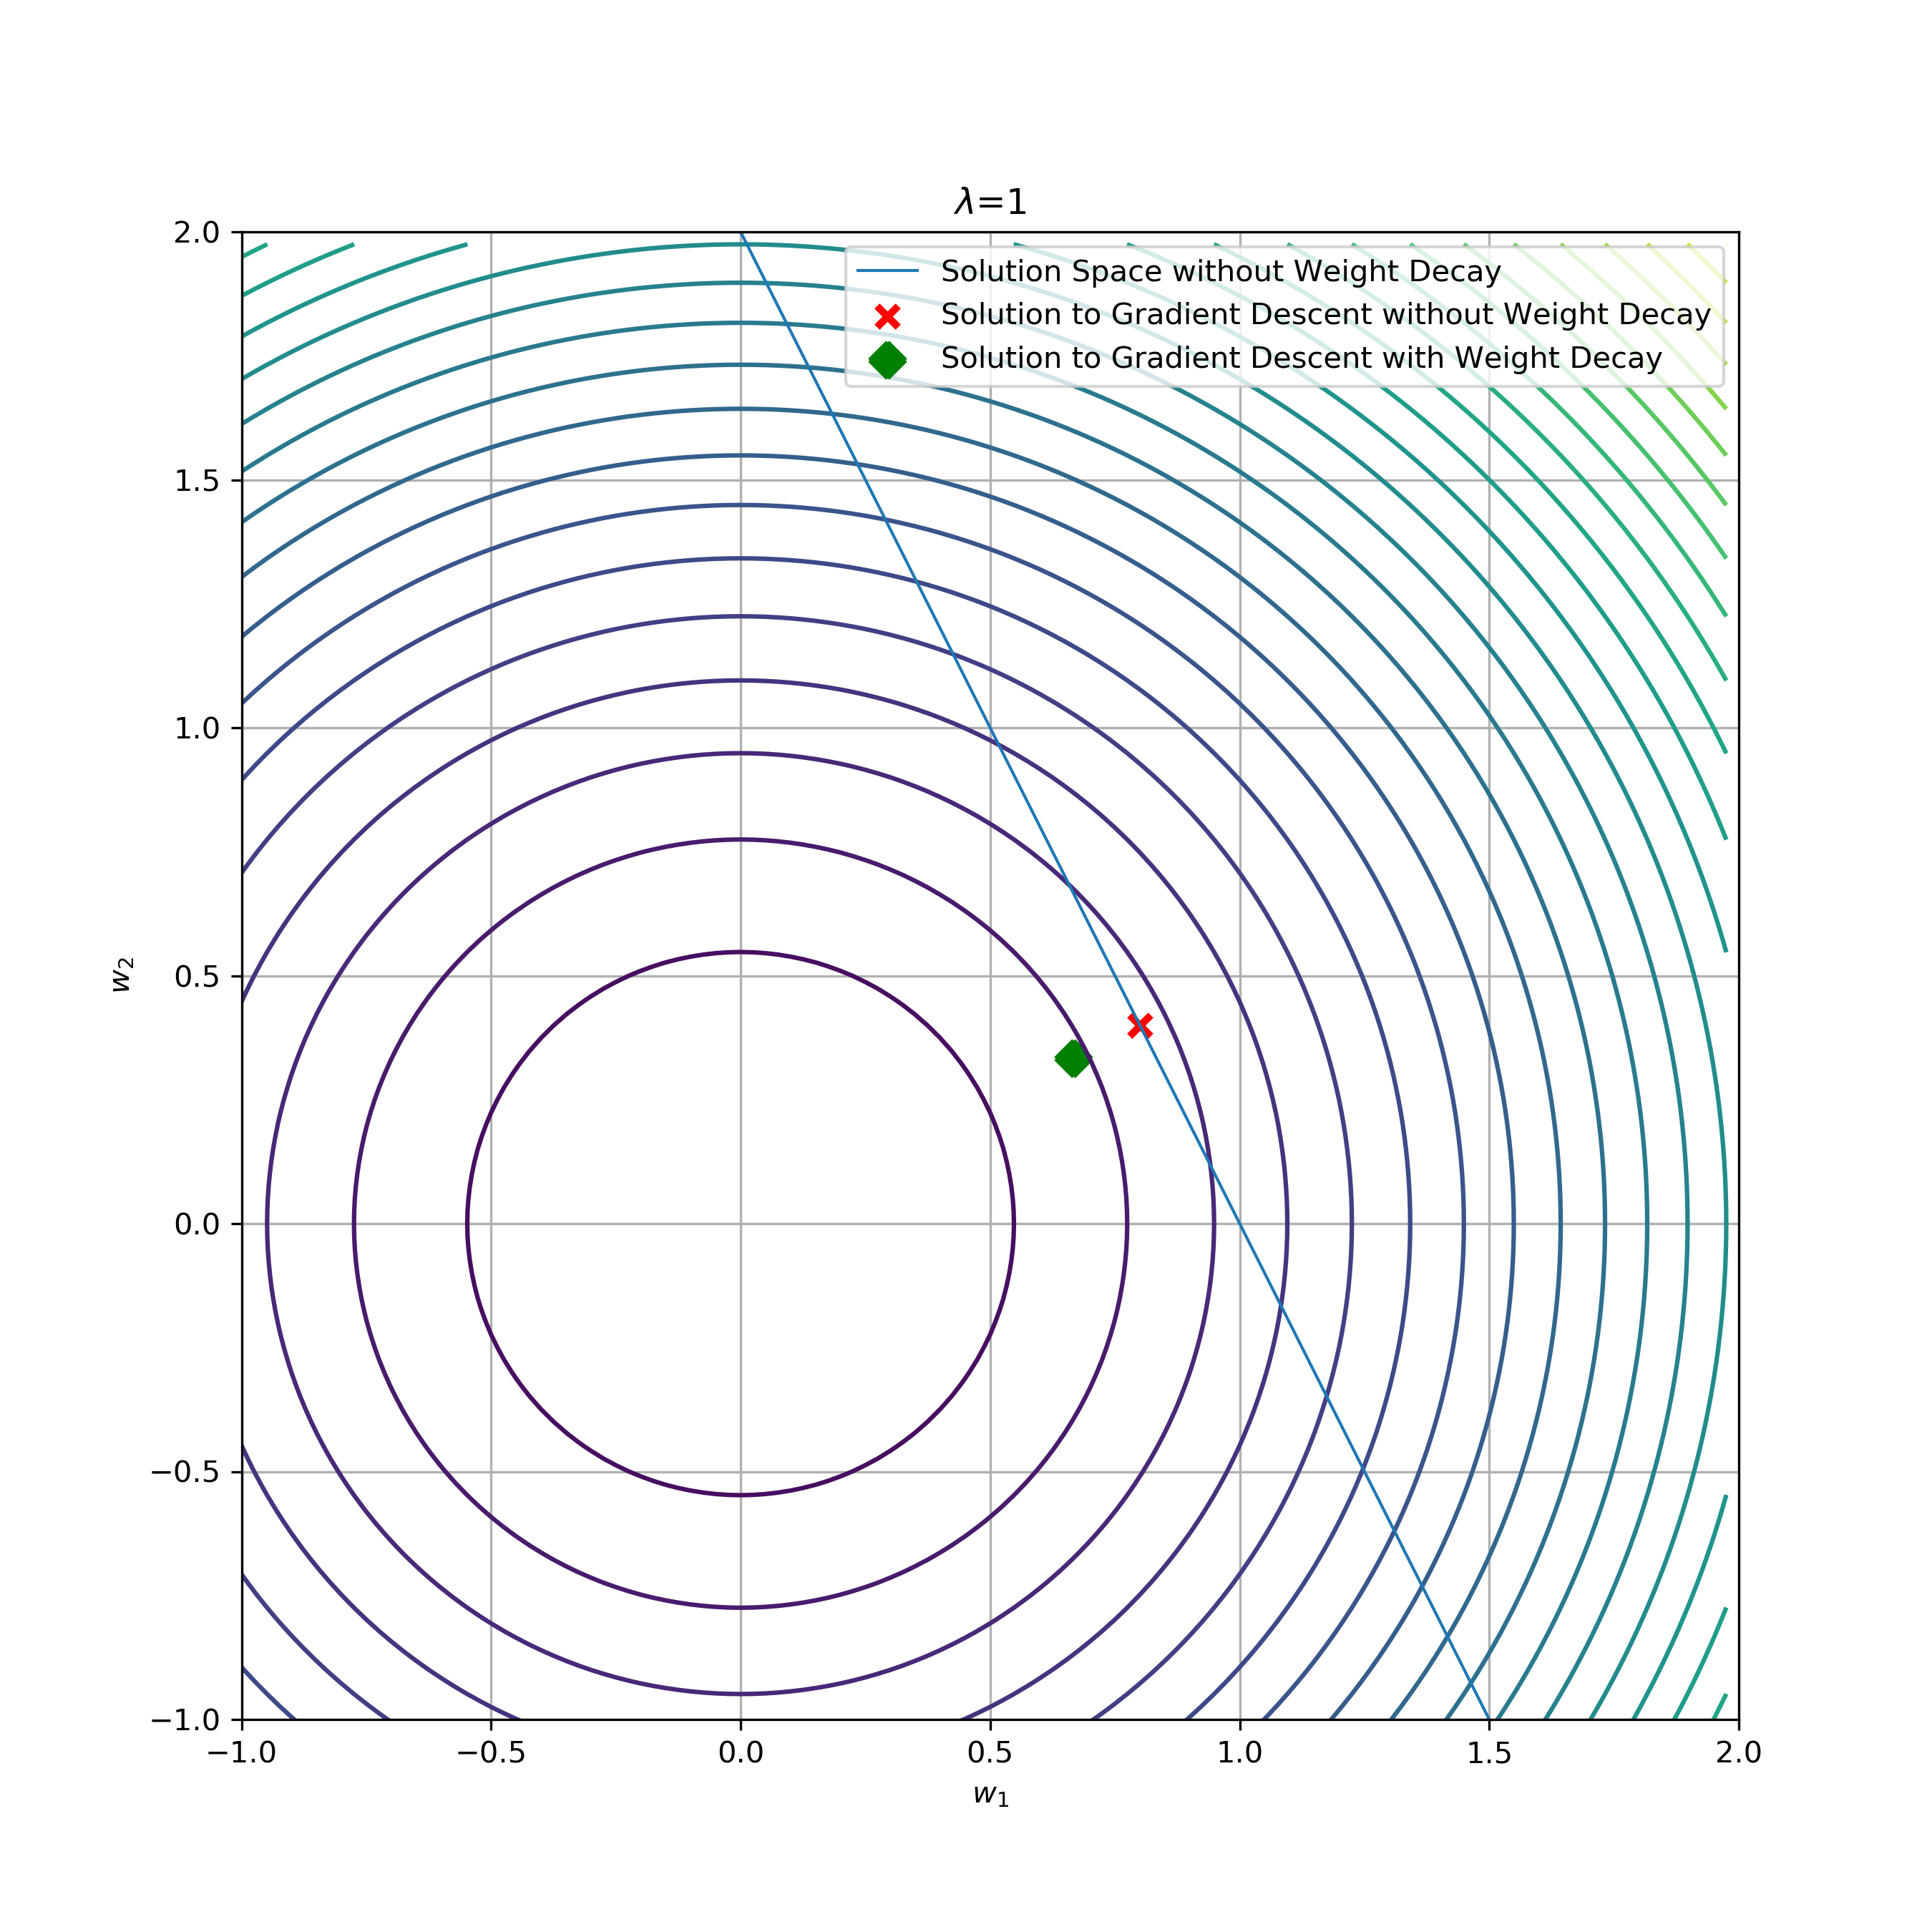 λ=1
2.0
Solution Space without Weight Decay
Solution to Gradient Descent without Weight Decay
Solution to Gradient Descent with Weight Decay
1.5
1.0
w₂
0.5
0.0
−0.5
−1.0
−1.0 −0.5 0.0 0.5 1.0 1.5 2.0
w₁